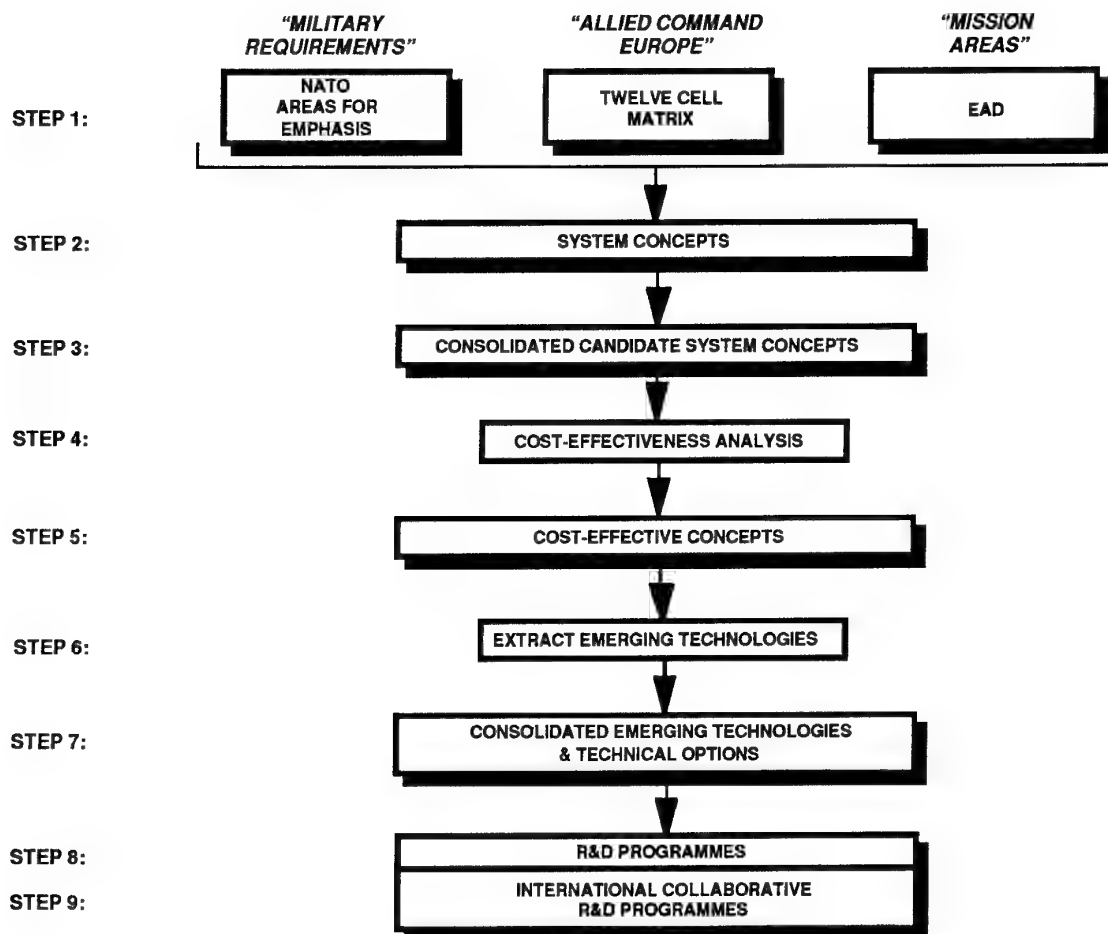 "MILITARY
REQUIREMENTS"
"ALLIED COMMAND
EUROPE"
"MISSION
AREAS"
STEP 1:
NATO
AREAS FOR
EMPHASIS
TWELVE CELL
MATRIX
EAD
STEP 2:
SYSTEM CONCEPTS
STEP 3:
CONSOLIDATED CANDIDATE SYSTEM CONCEPTS
STEP 4:
COST-EFFECTIVENESS ANALYSIS
STEP 5:
COST-EFFECTIVE CONCEPTS
STEP 6:
EXTRACT EMERGING TECHNOLOGIES
STEP 7:
CONSOLIDATED EMERGING TECHNOLOGIES
& TECHNICAL OPTIONS
STEP 8:
R&D PROGRAMMES
STEP 9:
INTERNATIONAL COLLABORATIVE
R&D PROGRAMMES